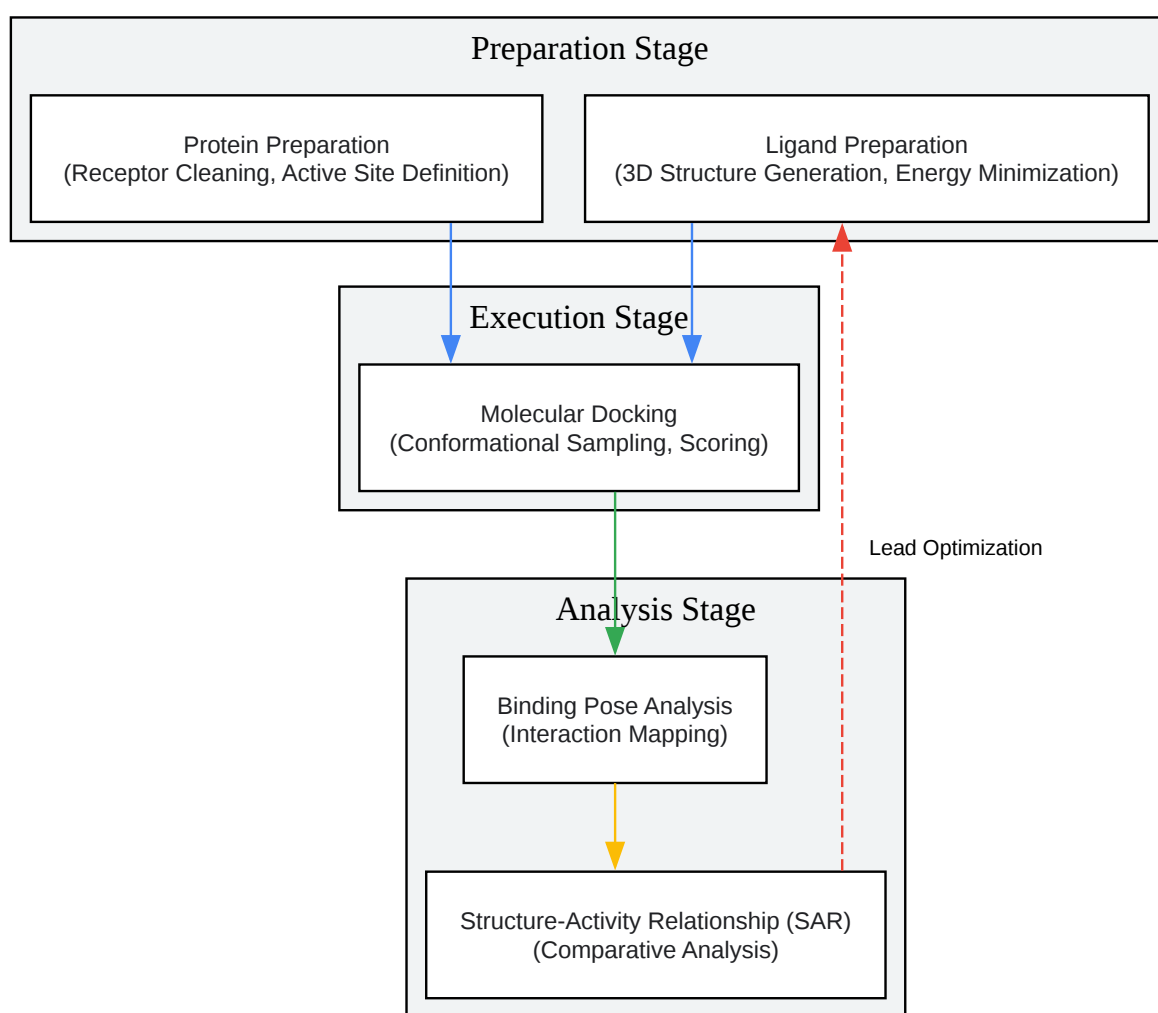 Preparation Stage
Protein Preparation
(Receptor Cleaning, Active Site Definition)
Ligand Preparation
(3D Structure Generation, Energy Minimization)
Execution Stage
Molecular Docking
(Conformational Sampling, Scoring)
Lead Optimization
Analysis Stage
Binding Pose Analysis
(Interaction Mapping)
Structure-Activity Relationship (SAR)
(Comparative Analysis)